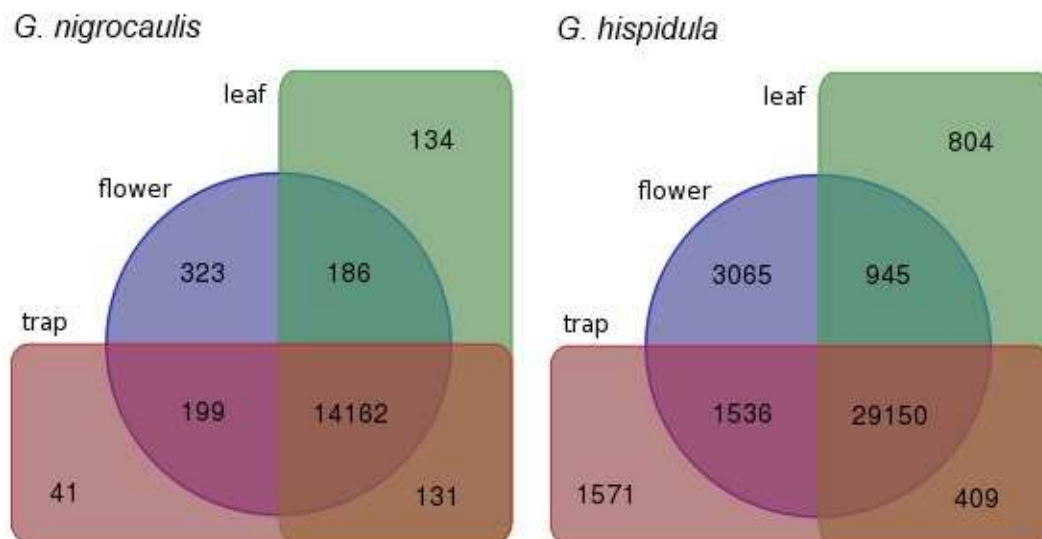 G. nigrocaulis
leaf
134
flower
323
186
trap
199
14162
41
131
G. hispidula
leaf
804
flower
3065
945
trap
1536
29150
1571
409